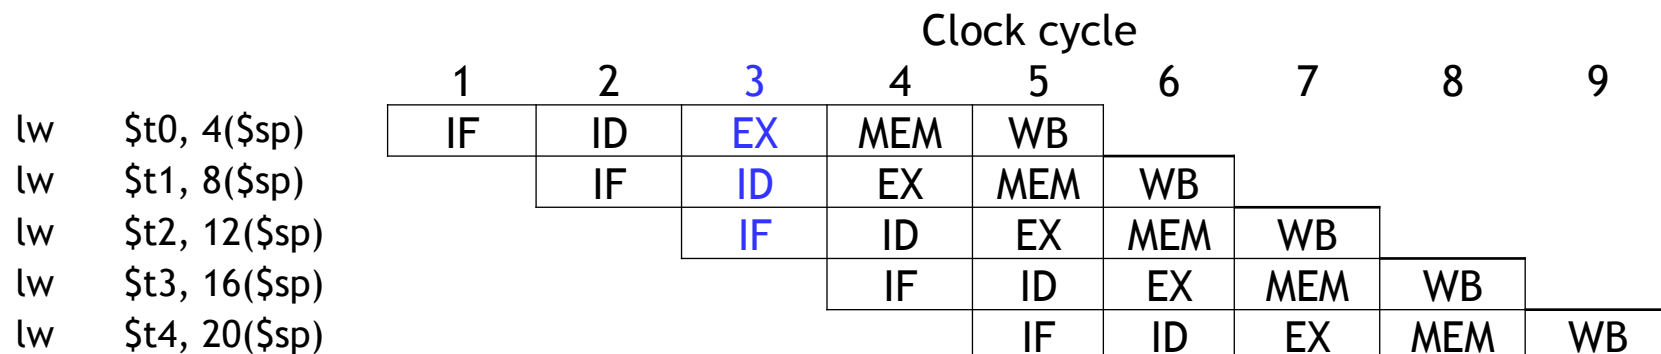 Clock cycle
1 2 3 4 5 6 7 8 9
lw $t0, 4($sp) IF ID EX MEM WB
lw $t1, 8($sp) IF ID EX MEM WB
lw $t2, 12($sp) IF ID EX MEM WB
lw $t3, 16($sp) IF ID EX MEM WB
lw $t4, 20($sp) IF ID EX MEM WB